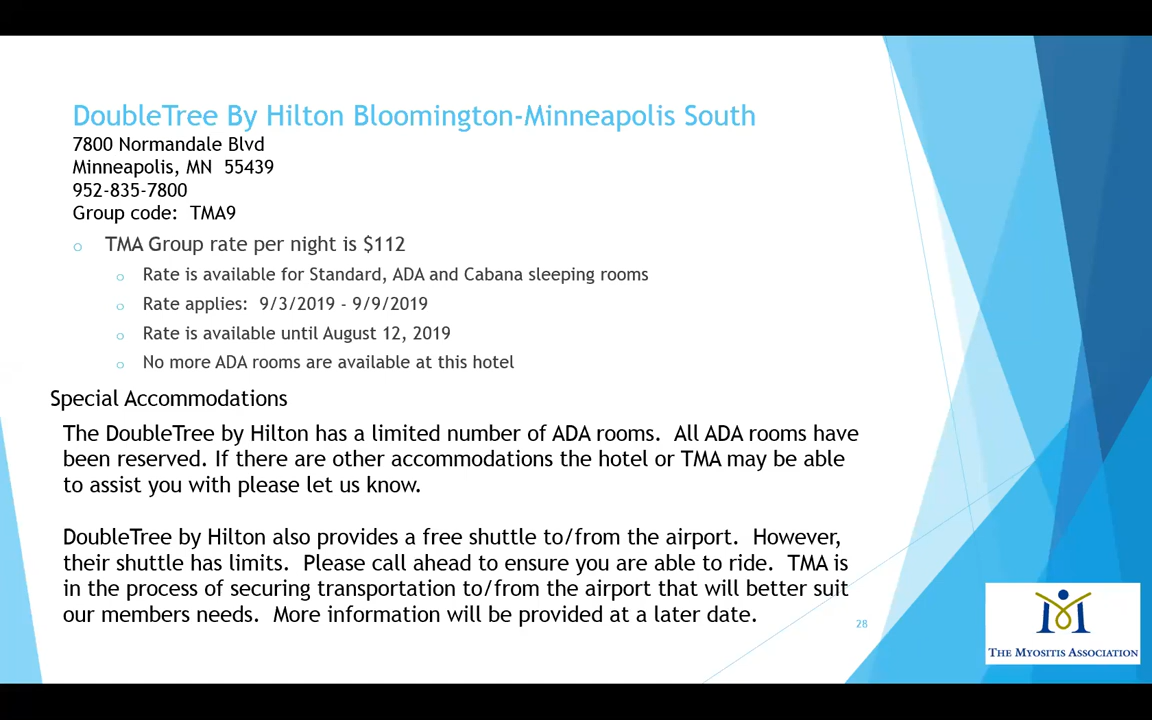 DoubleTree By Hilton Bloomington-Minneapolis South
7800 Normandale Blvd
Minneapolis, MN  55439
952-835-7800
Group code:  TMA9
TMA Group rate per night is $112
Rate is available for Standard, ADA and Cabana sleeping rooms
Rate applies:  9/3/2019 - 9/9/2019
Rate is available until August 12, 2019
No more ADA rooms are available at this hotel
Special Accommodations
The DoubleTree by Hilton has a limited number of ADA rooms.  All ADA rooms have
been reserved. If there are other accommodations the hotel or TMA may be able
to assist you with please let us know.
DoubleTree by Hilton also provides a free shuttle to/from the airport.  However,
their shuttle has limits.  Please call ahead to ensure you are able to ride.  TMA is
in the process of securing transportation to/from the airport that will better suit
our members needs.  More information will be provided at a later date.
28
THE MYOSITIS ASSOCIATION